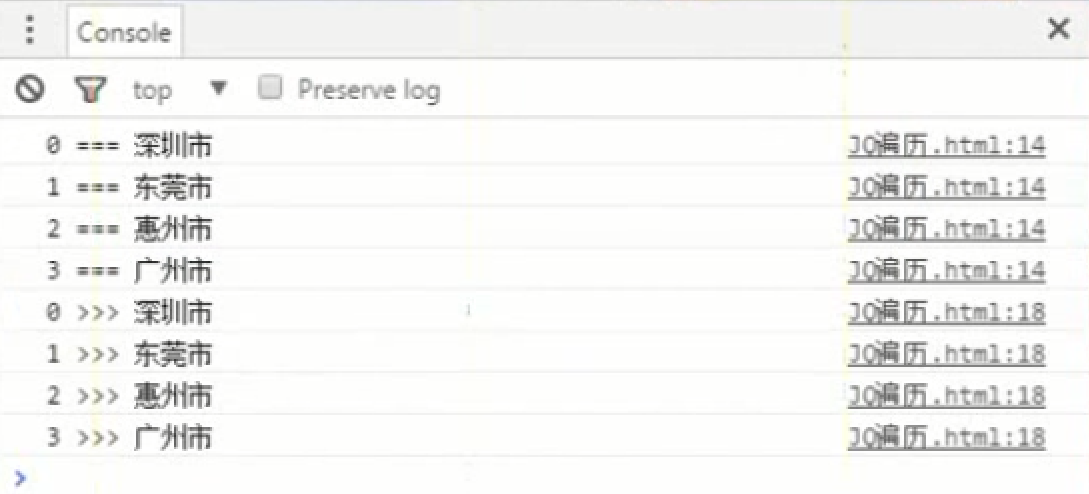 Console
top Preserve log
0 === 深圳市 JQ遍历.html:14
1 === 东莞市 JQ遍历.html:14
2 === 惠州市 JQ遍历.html:14
3 === 广州市 JQ遍历.html:14
0 >>> 深圳市 JQ遍历.html:18
1 >>> 东莞市 JQ遍历.html:18
2 >>> 惠州市 JQ遍历.html:18
3 >>> 广州市 JQ遍历.html:18